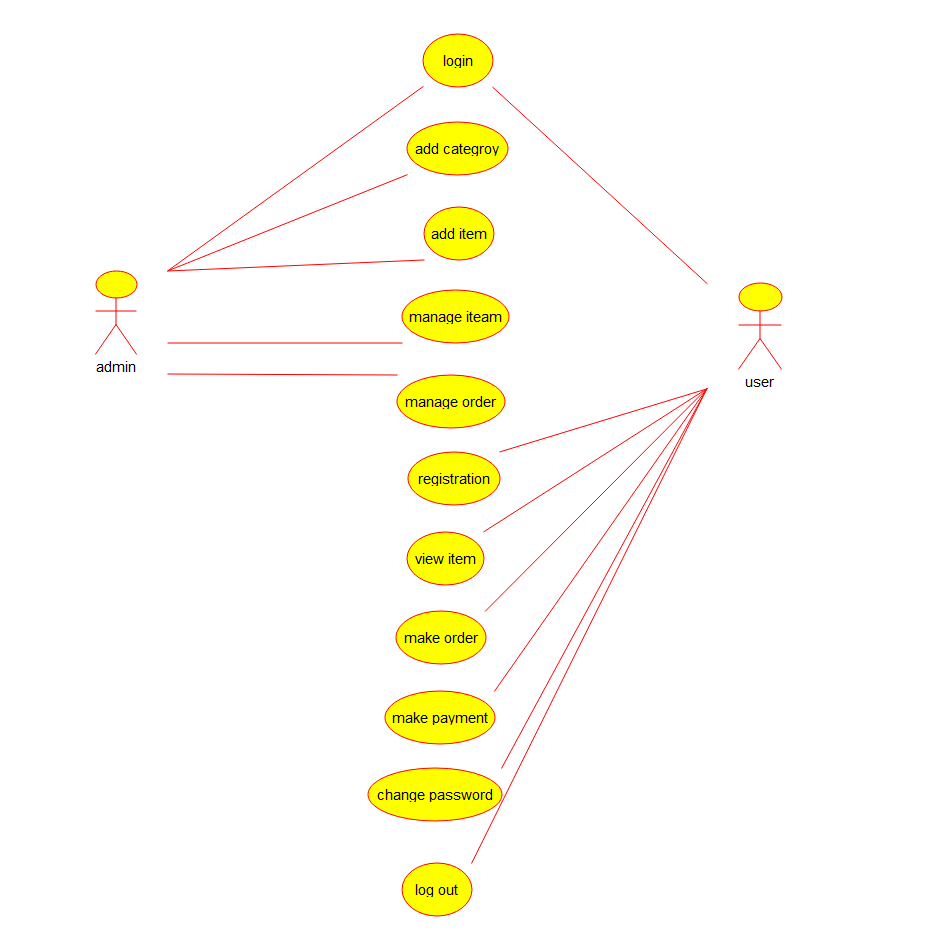 login
add categroy
add item
manage iteam
admin
user
manage order
registration
view item
make order
make payment
change password
log out